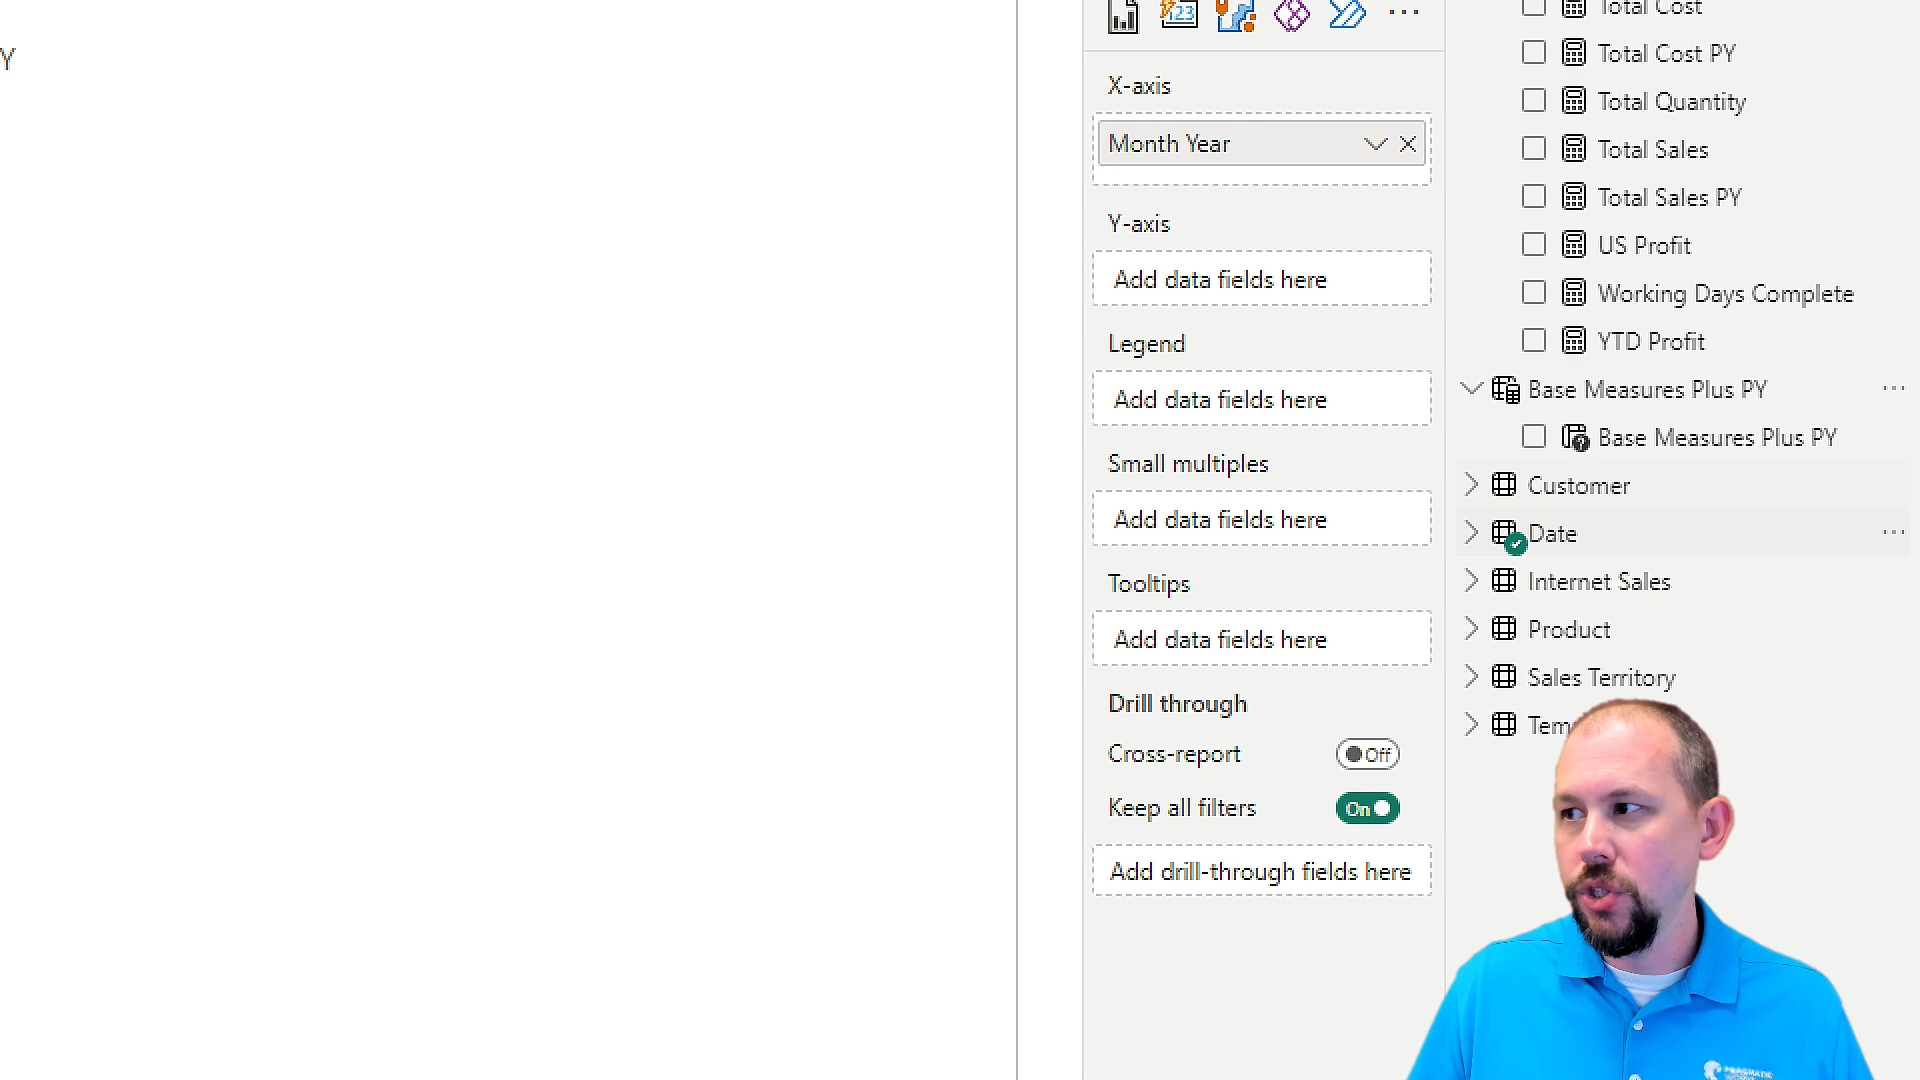 Y
X-axis
Month Year
Y-axis
Add data fields here
Legend
Add data fields here
Small multiples
Add data fields here
Tooltips
Add data fields here
Drill through
Cross-report
Off
Keep all filters
On
Add drill-through fields here
Total Cost
Total Cost PY
Total Quantity
Total Sales
Total Sales PY
US Profit
Working Days Complete
YTD Profit
Base Measures Plus PY
Base Measures Plus PY
Customer
Date
Internet Sales
Product
Sales Territory
PRAGMATIC